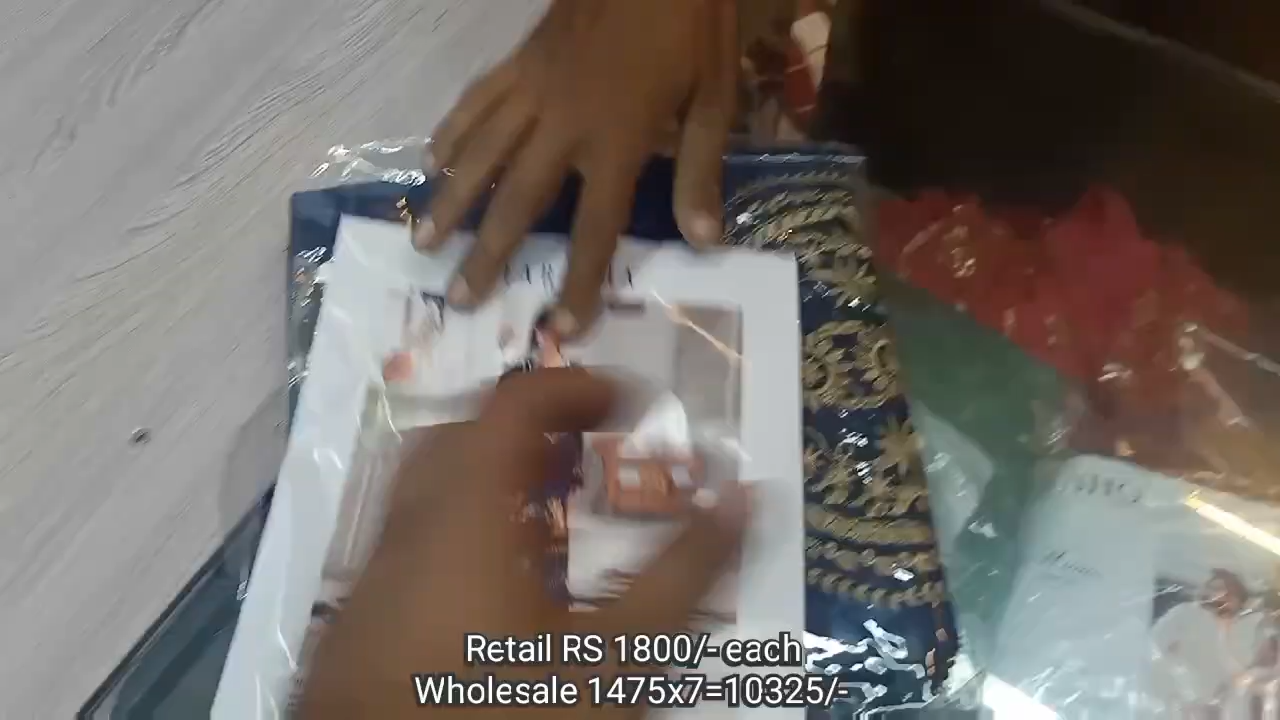 Retail RS 1800/- each
Wholesale 1475x7=10325/-